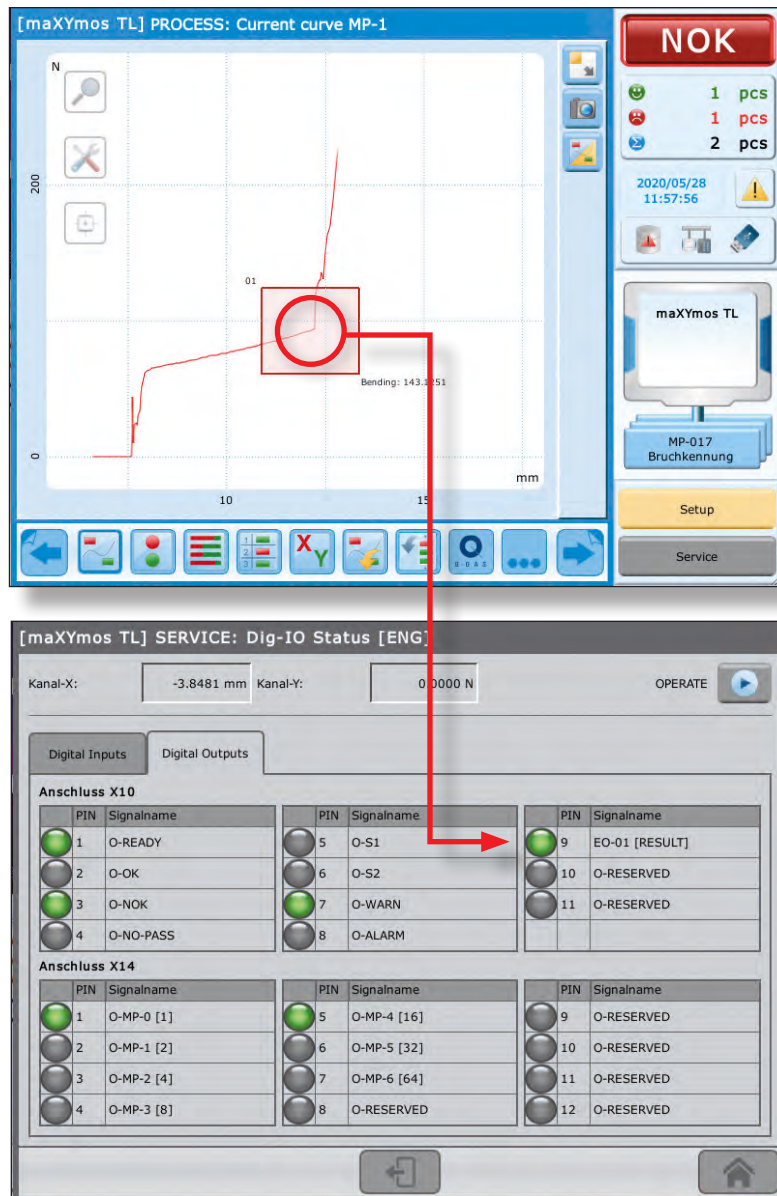 [maXYmos TL] PROCESS: Current curve MP-1
NOK
N
1 pcs
1 pcs
2 pcs
200
2020/05/28
11:57:56
01
maXYmos TL
Bending: 143.1251
MP-017
Bruchkennung
0
mm
10
15
Setup
1
2
3
X
Y
Q
Q-DAS
Service
[maXYmos TL] SERVICE: Dig-IO Status [ENG]
Kanal-X: -3.8481 mm Kanal-Y: 0.0000 N OPERATE
Digital Inputs Digital Outputs
Anschluss X10
PIN Signalname PIN Signalname PIN Signalname
1 O-READY 5 O-S1 9 EO-01 [RESULT]
2 O-OK 6 O-S2 10 O-RESERVED
3 O-NOK 7 O-WARN 11 O-RESERVED
4 O-NO-PASS 8 O-ALARM
Anschluss X14
PIN Signalname PIN Signalname PIN Signalname
1 O-MP-0 [1] 5 O-MP-4 [16] 9 O-RESERVED
2 O-MP-1 [2] 6 O-MP-5 [32] 10 O-RESERVED
3 O-MP-2 [4] 7 O-MP-6 [64] 11 O-RESERVED
4 O-MP-3 [8] 8 O-RESERVED 12 O-RESERVED